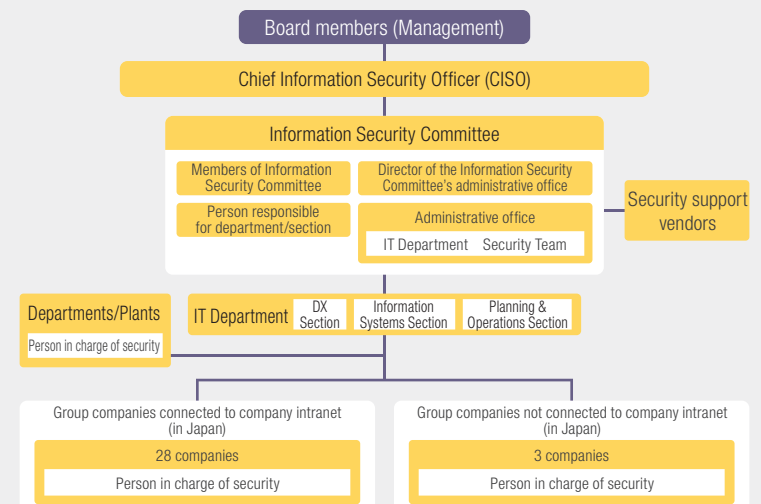 Board members (Management)
Chief Information Security Officer (CISO)
Information Security Committee
Members of Information
Security Committee
Director of the Information Security
Committee's administrative office
Person responsible
for department/section
Administrative office
IT Department Security Team
Security support
vendors
Departments/Plants
Person in charge of security
IT Department
DX
Section
Information
Systems Section
Planning &
Operations Section
Group companies connected to company intranet
(in Japan)
28 companies
Person in charge of security
Group companies not connected to company intranet
(in Japan)
3 companies
Person in charge of security